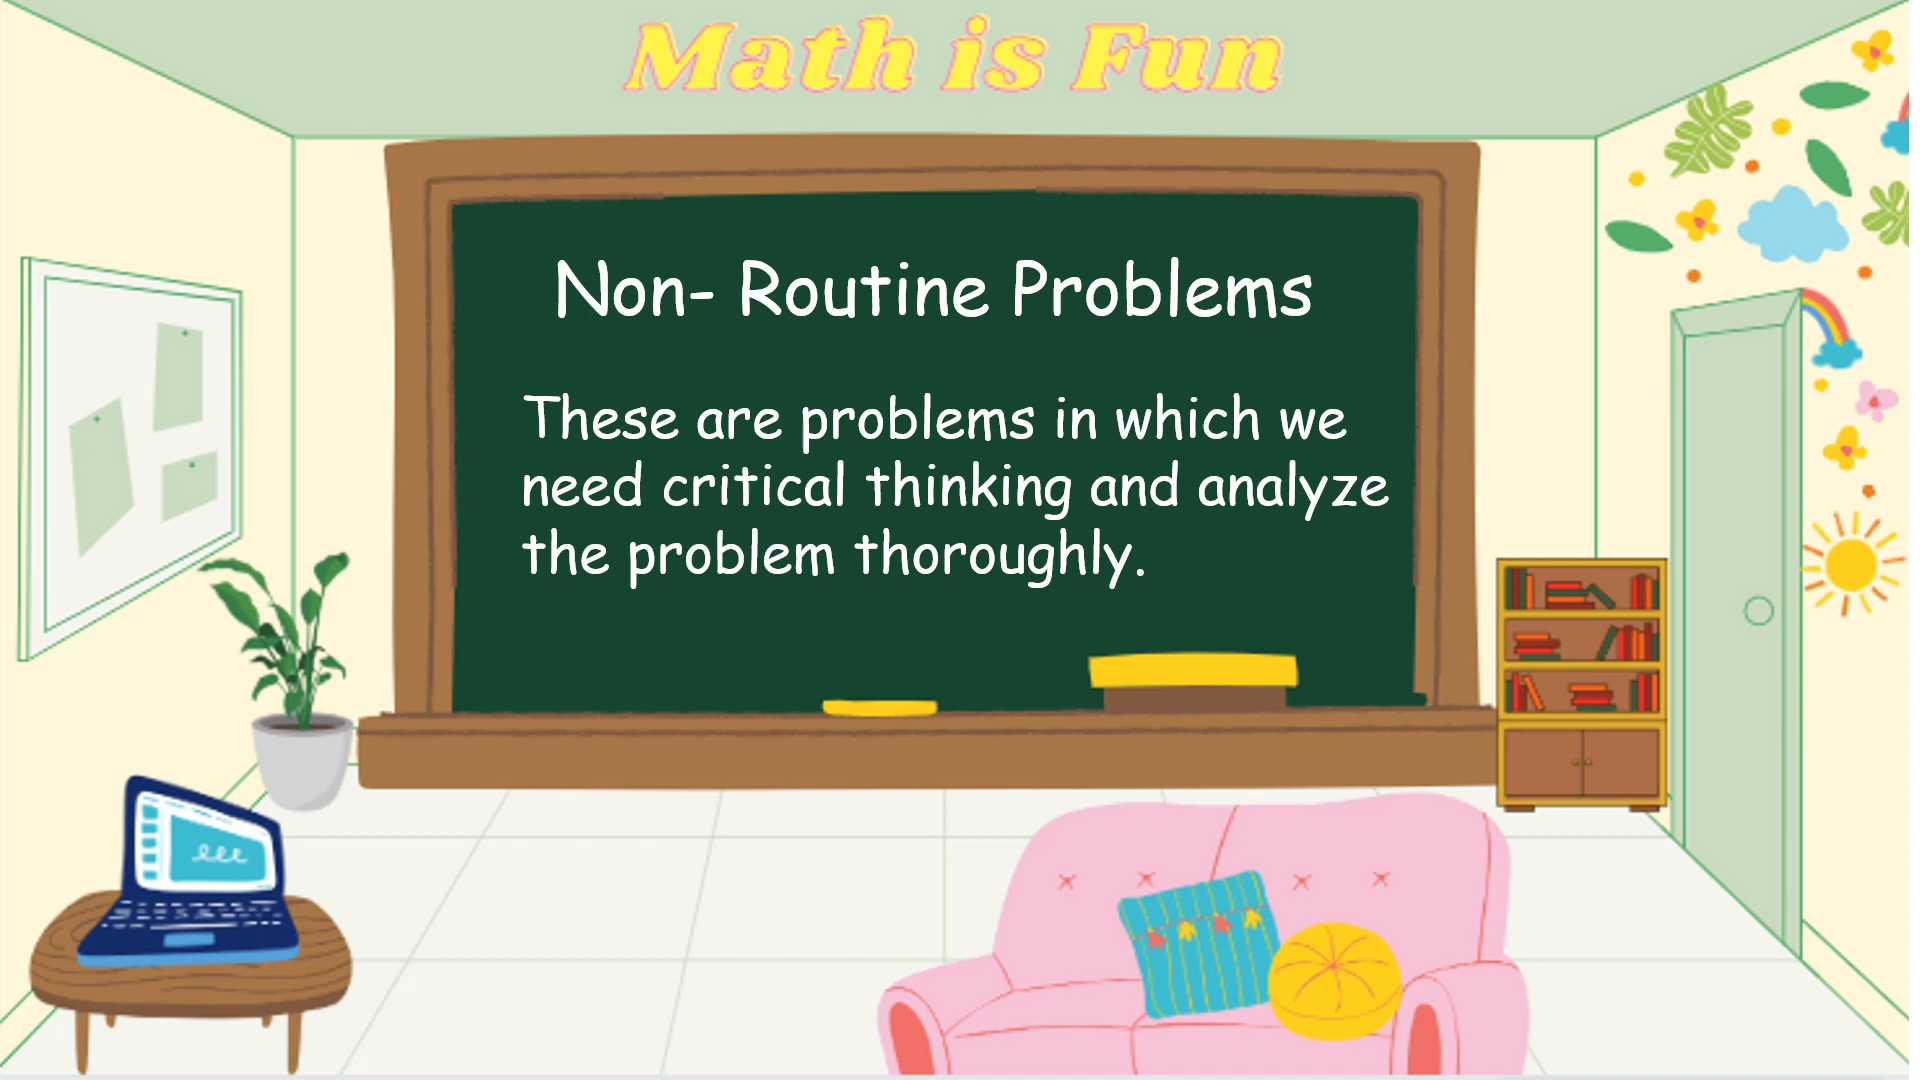 Math is Fun
Non- Routine Problems
These are problems in which we
need critical thinking and analyze
the problem thoroughly.